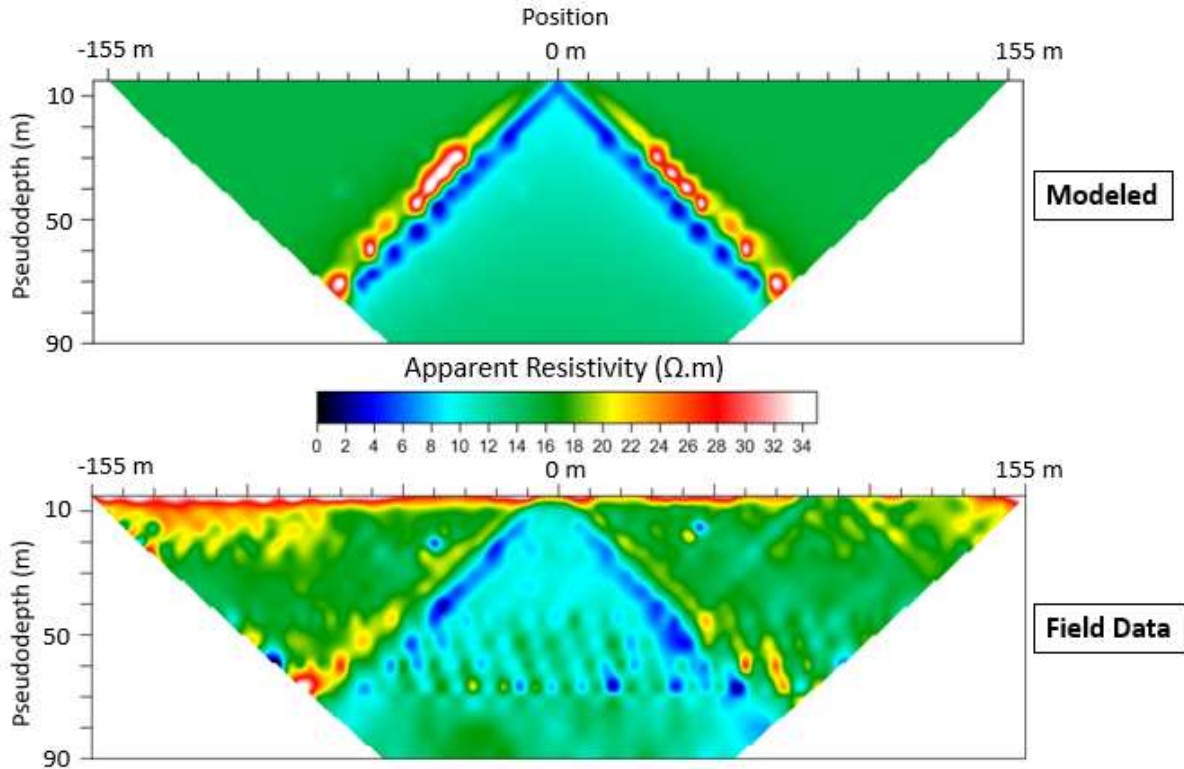 Position
-155 m 0 m 155 m
10
50
90
Pseudodepth (m)
Modeled
Apparent Resistivity (Ω.m)
0 2 4 6 8 10 12 14 16 18 20 22 24 26 28 30 32 34
-155 m 0 m 155 m
10
50
90
Pseudodepth (m)
Field Data